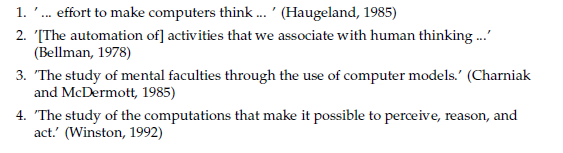 1. '... effort to make computers think ... ' (Haugeland, 1985)
2. '[The automation of] activities that we associate with human thinking ...'
(Bellman, 1978)
3. 'The study of mental faculties through the use of computer models.' (Charniak
and McDermott, 1985)
4. 'The study of the computations that make it possible to perceive, reason, and
act.' (Winston, 1992)